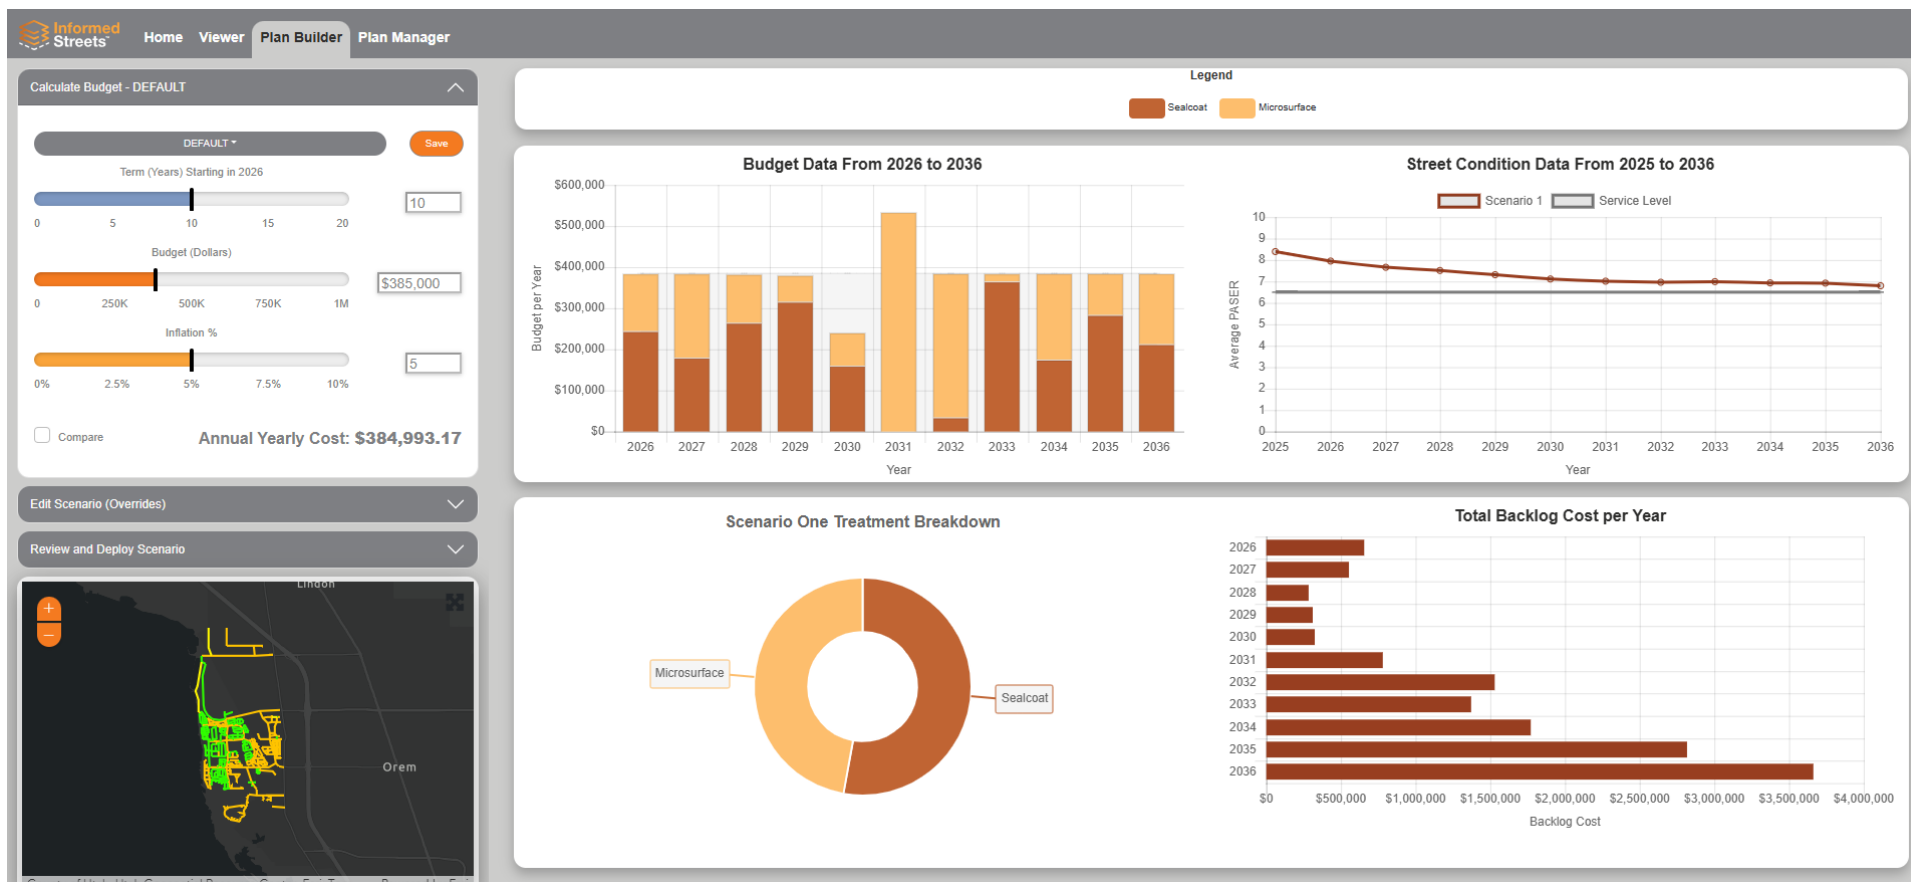 Informed
Streets
Home
Viewer
Plan Builder
Plan Manager
Calculate Budget - DEFAULT
DEFAULT
Save
Term (Years) Starting in 2026
10
0 5 10 15 20
Budget (Dollars)
$385,000
0 250K 500K 750K 1M
Inflation %
5
0% 2.5% 5% 7.5% 10%
Compare
Annual Yearly Cost: $384,993.17
Edit Scenario (Overrides)
Review and Deploy Scenario
Lindon
+
−
Orem
Legend
Sealcoat
Microsurface
Budget Data From 2026 to 2036
Budget per Year
$600,000
$500,000
$400,000
$300,000
$200,000
$100,000
$0
2026 2027 2028 2029 2030 2031 2032 2033 2034 2035 2036
Year
Street Condition Data From 2025 to 2036
Scenario 1
Service Level
Average PASER
10
9
8
7
6
5
4
3
2
1
0
2025 2026 2027 2028 2029 2030 2031 2032 2033 2034 2035 2036
Year
Scenario One Treatment Breakdown
Microsurface
Sealcoat
Total Backlog Cost per Year
2026
2027
2028
2029
2030
2031
2032
2033
2034
2035
2036
$0 $500,000 $1,000,000 $1,500,000 $2,000,000 $2,500,000 $3,000,000 $3,500,000 $4,000,000
Backlog Cost